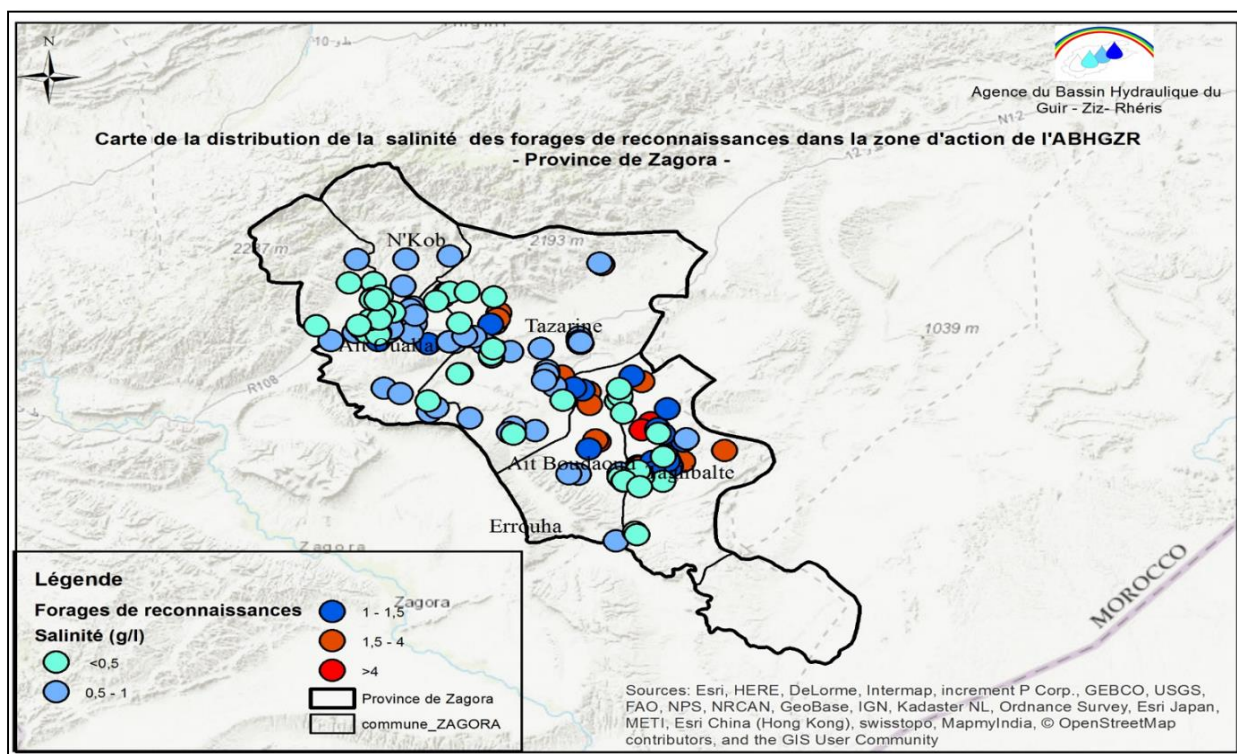 N
Agence du Bassin Hydraulique du
Guir - Ziz- Rhéris
Carte de la distribution de la salinité des forages de reconnaissances dans la zone d'action de l'ABHGZR
- Province de Zagora -
N12
12
10
N'Kob
2193 m
Tazarine
1039 m
R108
Errouha
Zagora
Zagora
MOROCCO
Légende
Forages de reconnaissances
Salinité (g/l)
<0,5
0,5 - 1
1 - 1,5
1,5 - 4
>4
Province de Zagora
commune_ZAGORA
Sources: Esri, HERE, DeLorme, Intermap, increment P Corp., GEBCO, USGS,
FAO, NPS, NRCAN, GeoBase, IGN, Kadaster NL, Ordnance Survey, Esri Japan,
METI, Esri China (Hong Kong), swisstopo, MapmyIndia, © OpenStreetMap
contributors, and the GIS User Community